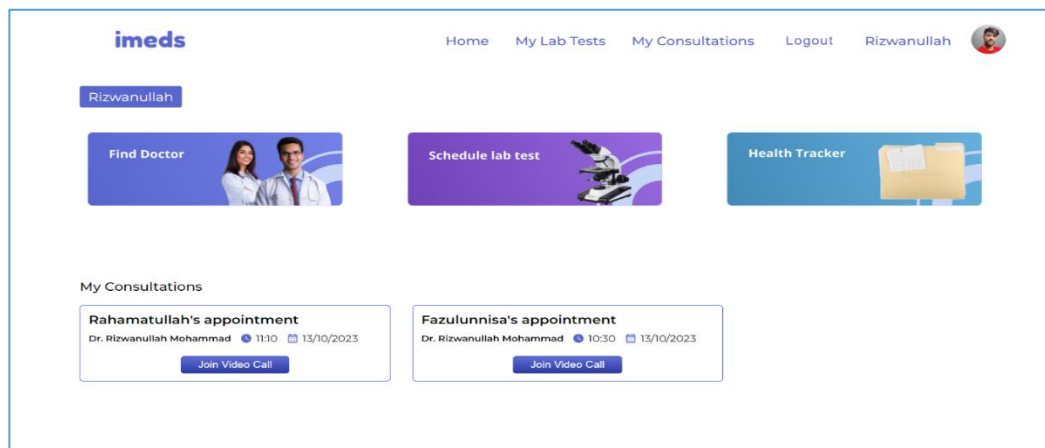 imeds
Home My Lab Tests My Consultations Logout Rizwanullah
Rizwanullah
Find Doctor
Schedule lab test
Health Tracker
My Consultations
Rahamatullah's appointment
Dr. Rizwanullah Mohammad 11:10 13/10/2023
Join Video Call
Fazulunnisa's appointment
Dr. Rizwanullah Mohammad 10:30 13/10/2023
Join Video Call